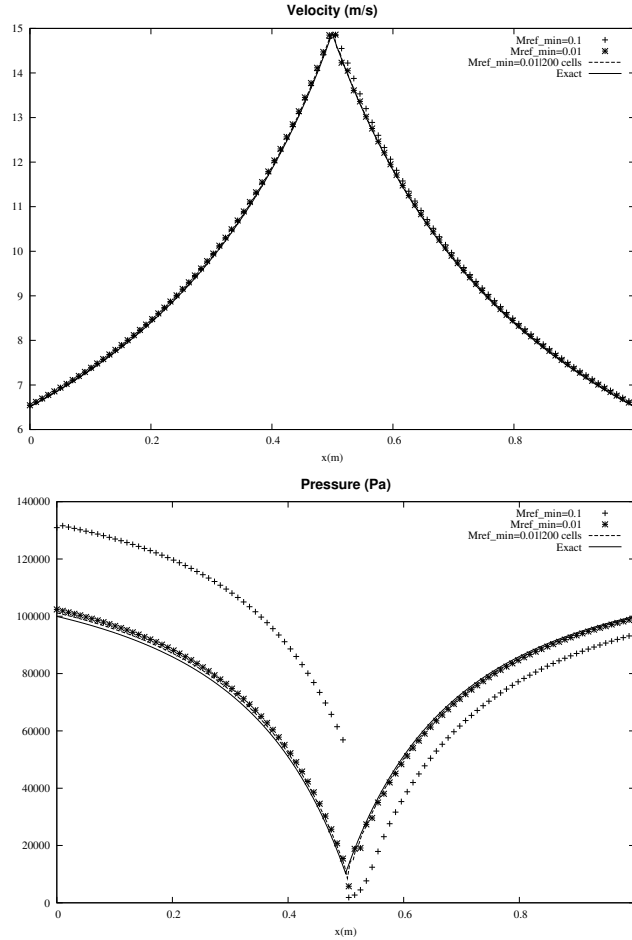 Velocity (m/s)
15
14
13
12
11
10
9
8
7
6
0
0.2
0.4
0.6
0.8
x(m)
Mref_min=0.1
Mref_min=0.01
Mref_min=0.01|200 cells
Exact
Pressure (Pa)
140000
120000
100000
80000
60000
40000
20000
0
0
0.2
0.4
0.6
0.8
x(m)
Mref_min=0.1
Mref_min=0.01
Mref_min=0.01|200 cells
Exact